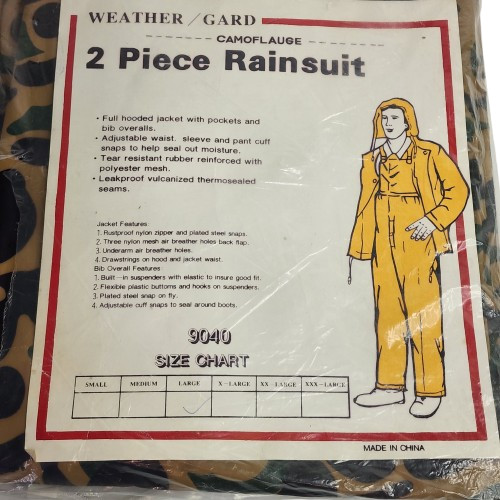 WEATHER/GARD
CAMOFLAUGE
2 Piece Rainsuit
• Full hooded jacket with pockets and
bib overalls.
• Adjustable waist. sleeve and pant cuff
snaps to help seal out moisture.
• Tear resistant rubber reinforced with
polyester mesh.
• Leakproof vulcanized thermosealed
seams.
Jacket Features:
1. Rustproof nylon zipper and plated steel snaps.
2. Three nylon mesh air breather holes back flap.
3. Underarm air breather holes.
4. Drawstrings on hood and jacket waist.
Bib Overall Features
1. Built-in suspenders with elastic to insure good fit.
2. Flexible plastic buttons and hooks on suspenders.
3. Plated steel snap on fly.
4. Adjustable cuff snaps to seal around boots.
9040
SIZE CHART
SMALL MEDIUM LARGE X-LARGE XX-LARGE XXX-LARGE
MADE IN CHINA